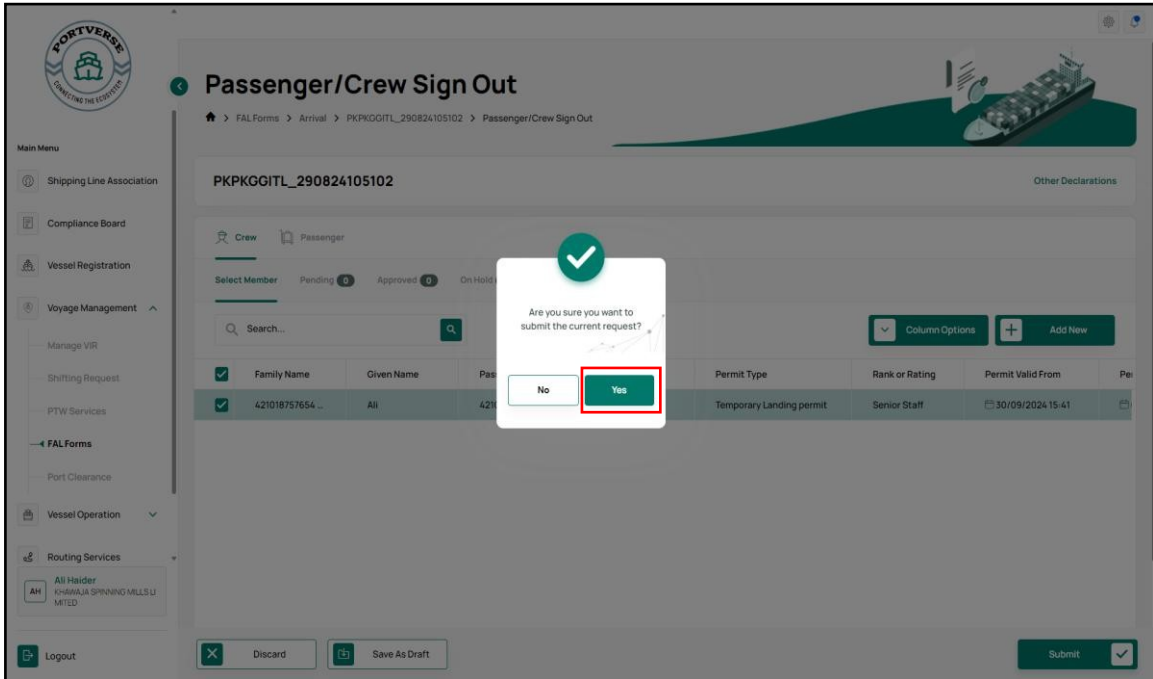 PORTVERSE
CONNECTING THE ECOSYSTEM
Passenger/Crew Sign Out
FAL Forms > Arrival > PKPKGGITL_290824105102 > Passenger/Crew Sign Out
Main Menu
Shipping Line Association
Compliance Board
Vessel Registration
Voyage Management
Manage VIR
Shifting Request
PTW Services
FAL Forms
Port Clearance
Vessel Operation
Routing Services
AH
Ali Haider
KHAWAJA SPINNING MILLS LI
MITED
Logout
PKPKGGITL_290824105102
Other Declarations
Crew
Passenger
Select Member
Pending 0
Approved 0
On Hold
Search...
Column Options
Add New
Family Name
Given Name
Pas
Permit Type
Rank or Rating
Permit Valid From
Per
421018757654 ...
Ali
421
Temporary Landing permit
Senior Staff
30/09/2024 15:41
Are you sure you want to
submit the current request?
No
Yes
Discard
Save As Draft
Submit